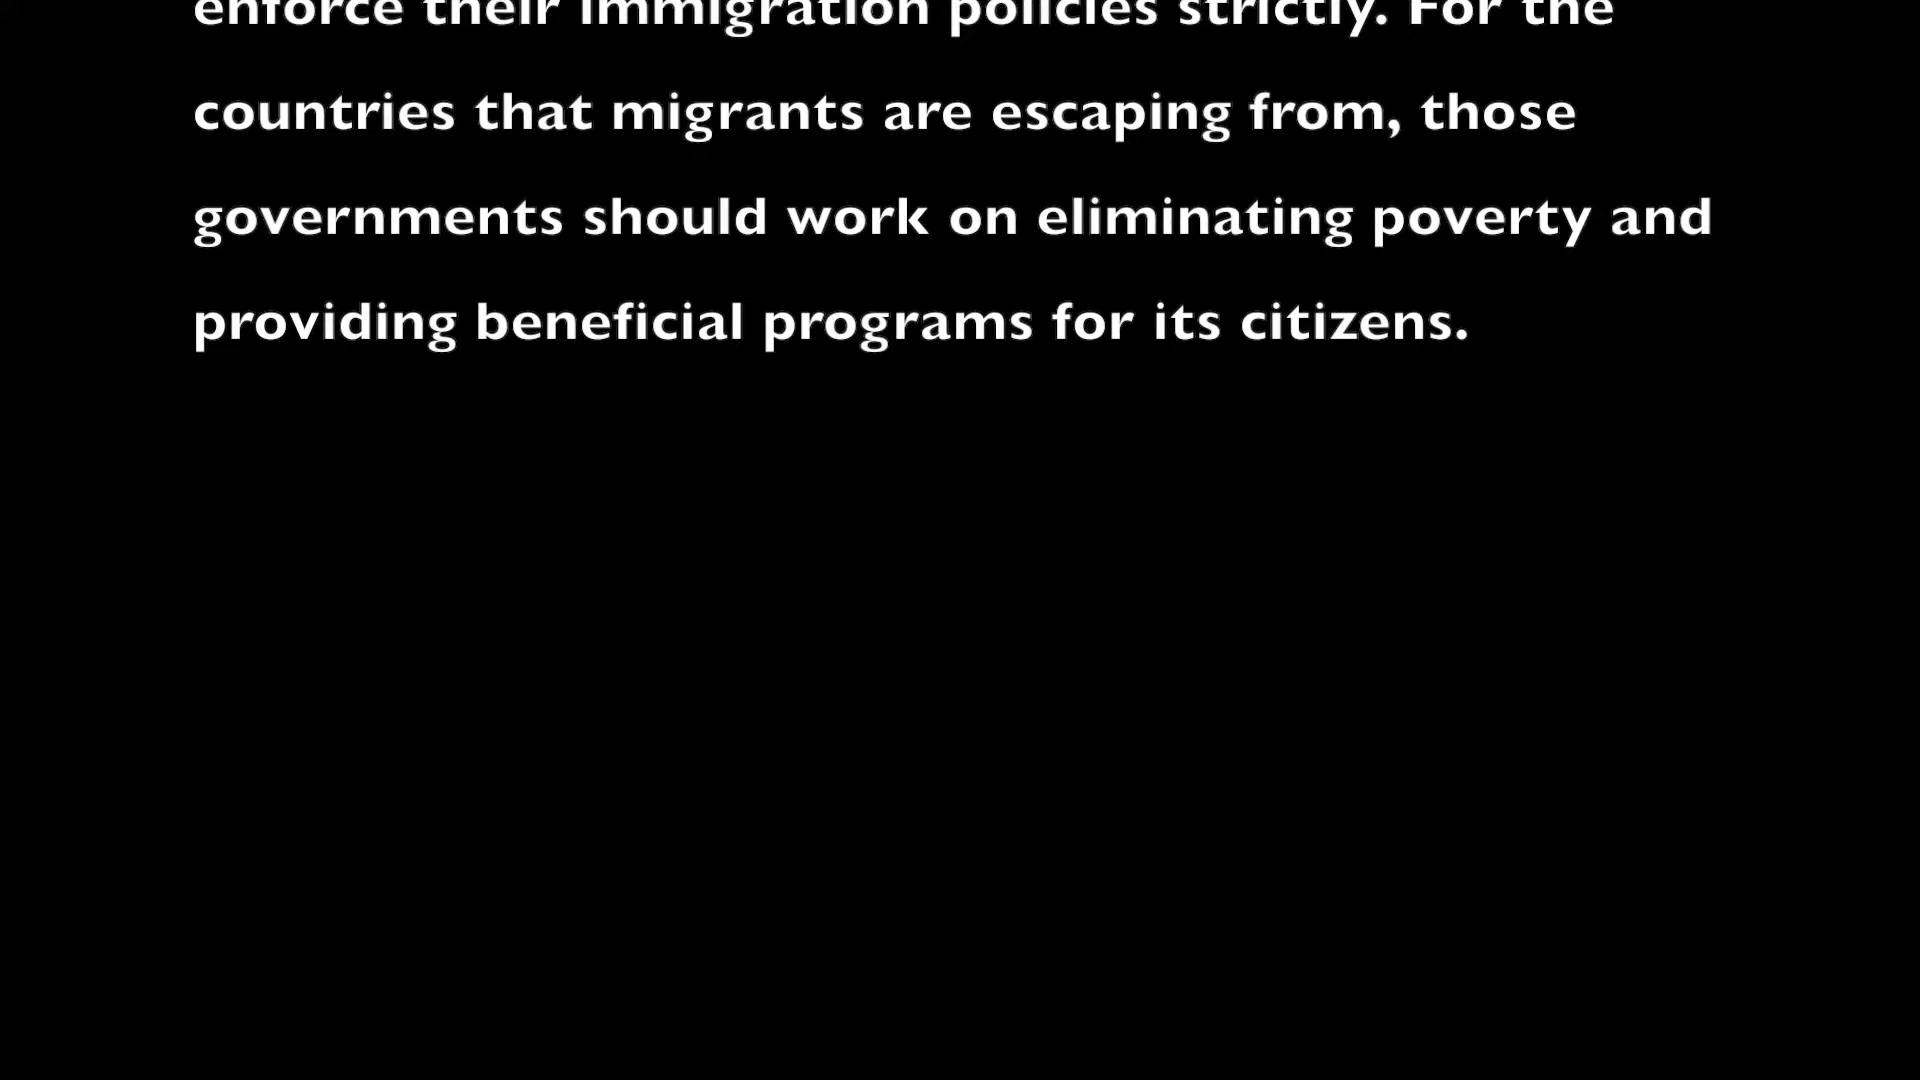 enforce their immigration policies strictly. For the
countries that migrants are escaping from, those
governments should work on eliminating poverty and
providing beneficial programs for its citizens.